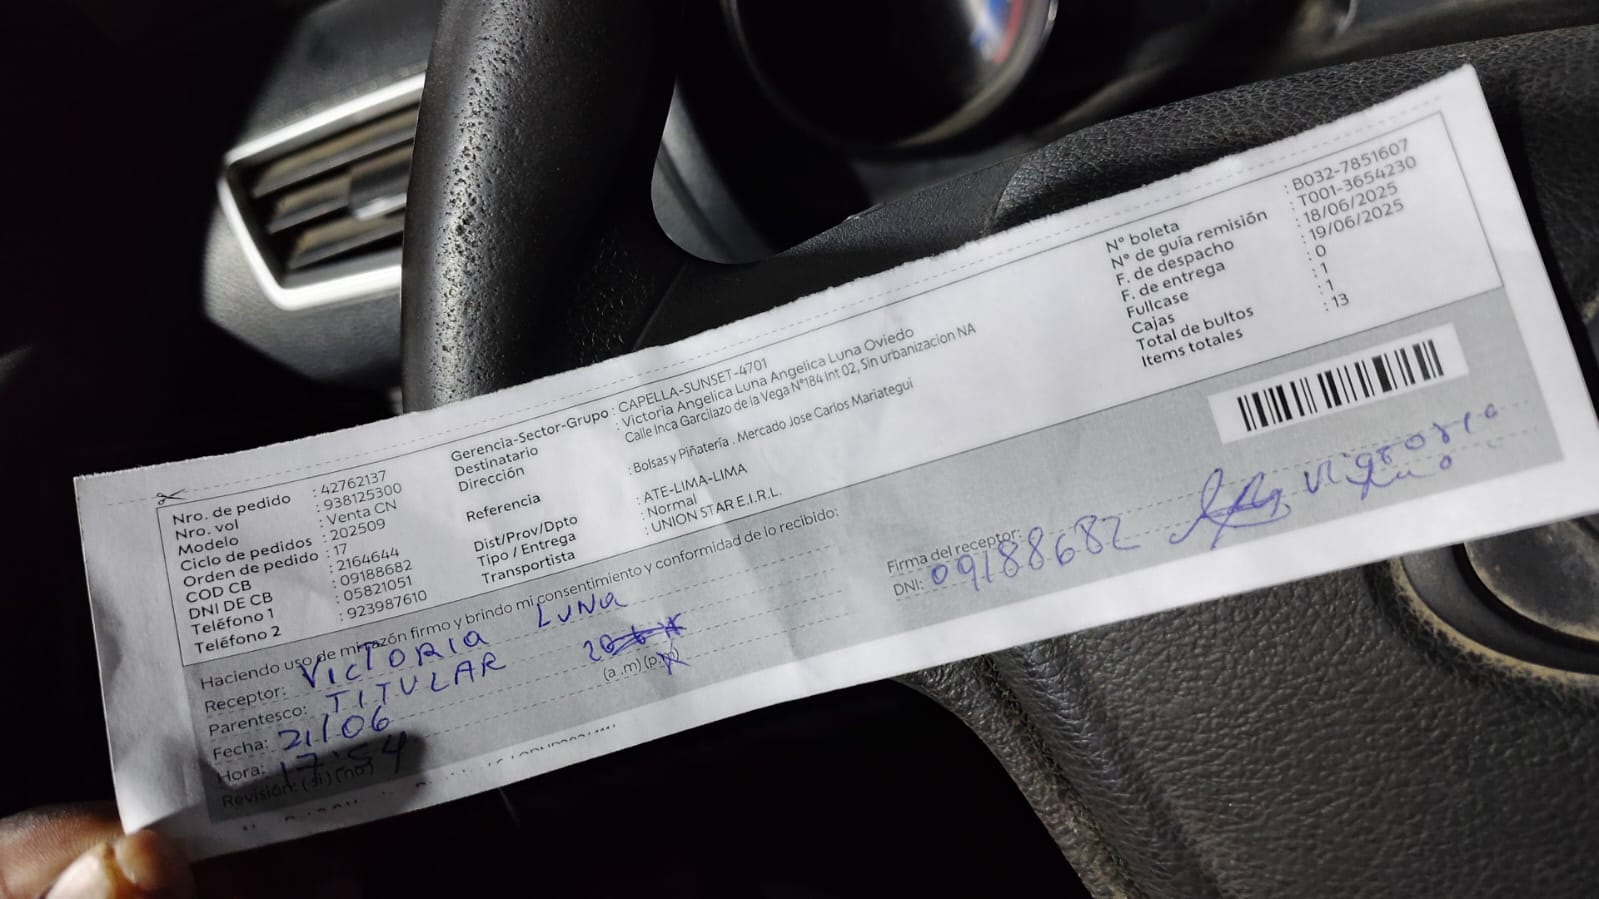 Nro. de pedido : 42762137
Nro. vol : 938125300
Modelo : Venta CN
Ciclo de pedidos : 202509
Orden de pedido : 17
COD CB : 2164644
DNI DE CB : 09188682
Teléfono 1 : 05821051
Teléfono 2 : 923987610
Gerencia-Sector-Grupo : CAPELLA-SUNSET-4701
Destinatario : Victoria Angelica Luna Angelica Luna Oviedo
Dirección Calle Inca Garcilazo de la Vega N°184 Int 02, Sin urbanizacion NA
Referencia : Bolsas y Piñatería . Mercado Jose Carlos Mariategui
Dist/Prov/Dpto : ATE-LIMA-LIMA
Tipo / Entrega : Normal
Transportista : UNION STAR E.I.R.L.
N° boleta : B032-7851607
N° de guía remisión : T001-3654230
F. de despacho : 18/06/2025
F. de entrega : 19/06/2025
Fullcase : 0
Cajas : 1
Total de bultos : 1
Items totales : 13
Haciendo uso de mi razón firmo y brindo mi consentimiento y conformidad de lo recibido:
Receptor: VICTORIA LUNA
Parentesco: TITULAR
Fecha: 21/06
Hora: 17:54 (a.m) (p.m)
Revisión: (si) (no)
Firma del receptor:
DNI: 09188682